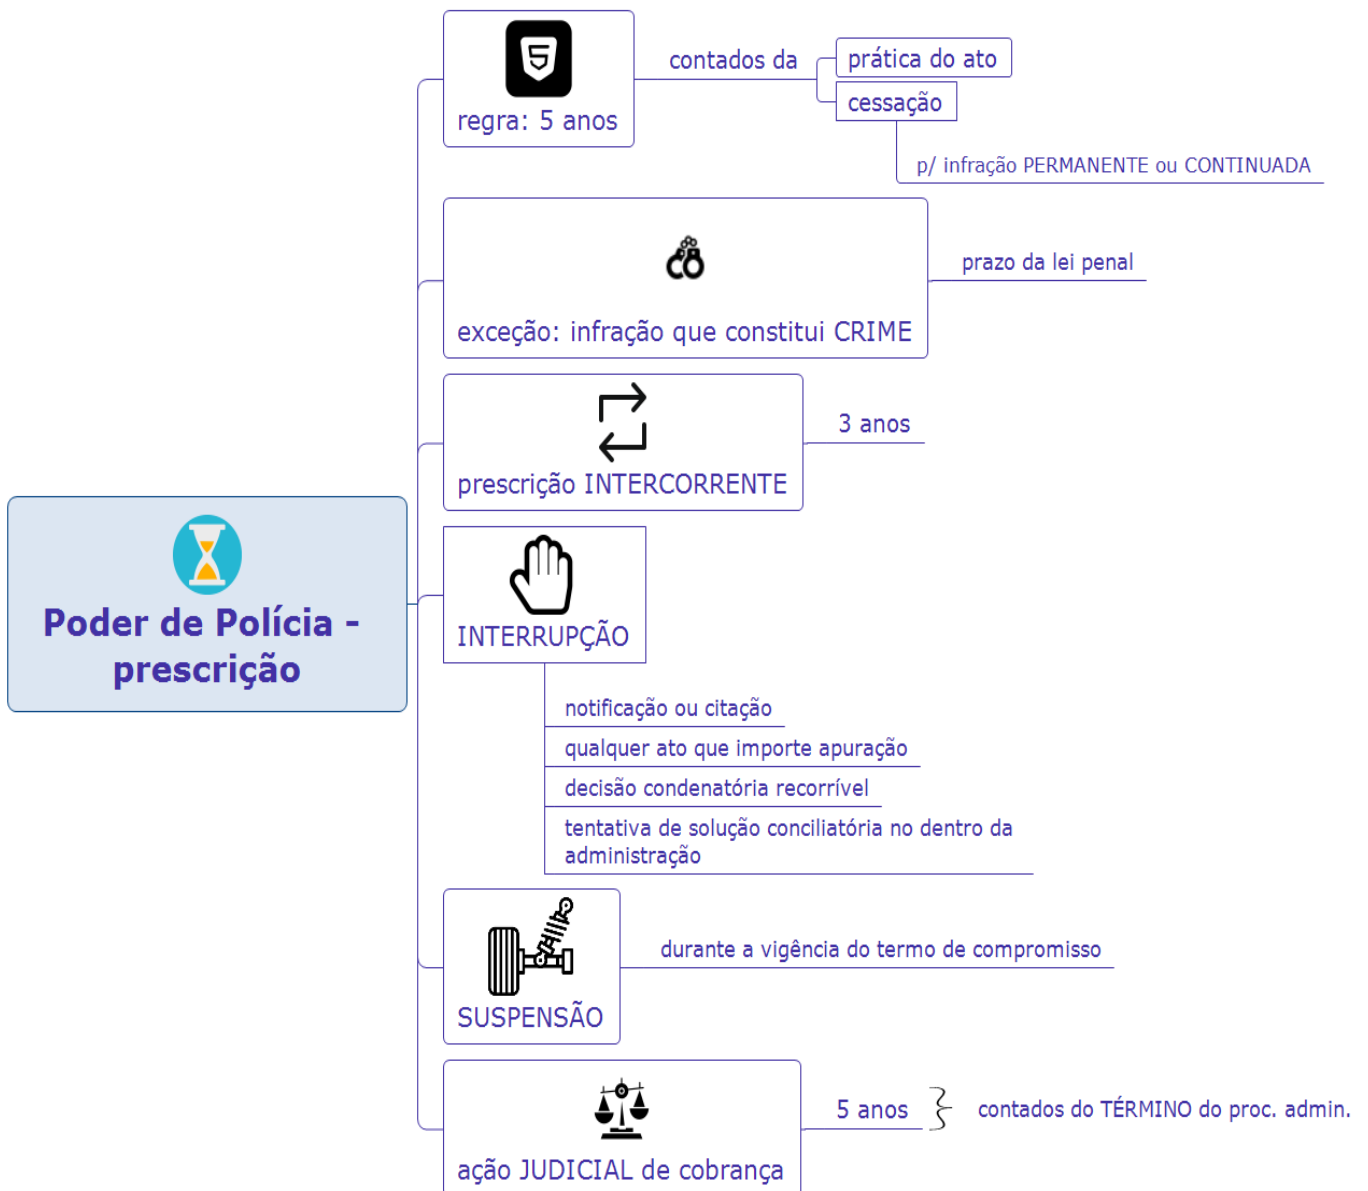 5
regra: 5 anos
contados da
prática do ato
cessação
p/ infração PERMANENTE ou CONTINUADA
exceção: infração que constitui CRIME
prazo da lei penal
prescrição INTERCORRENTE
3 anos
Poder de Polícia -
prescrição
INTERRUPÇÃO
notificação ou citação
qualquer ato que importe apuração
decisão condenatória recorrível
tentativa de solução conciliatória no dentro da
administração
SUSPENSÃO
durante a vigência do termo de compromisso
ação JUDICIAL de cobrança
5 anos
contados do TÉRMINO do proc. admin.